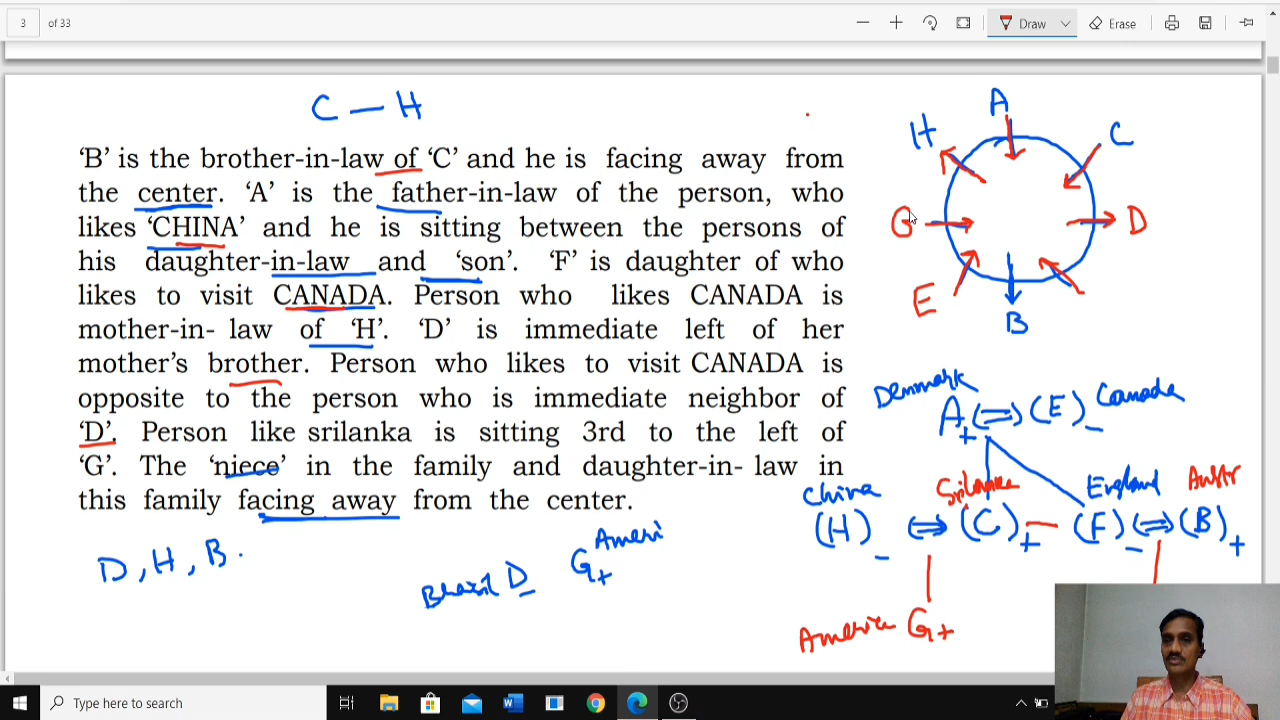 3 of 33
Draw
Erase
C — H
‘B’ is the brother-in-law of ‘C’ and he is facing away from
the center. ‘A’ is the father-in-law of the person, who
likes ‘CHINA’ and he is sitting between the persons of
his daughter-in-law and ‘son’. ‘F’ is daughter of who
likes to visit CANADA. Person who likes CANADA is
mother-in- law of ‘H’. ‘D’ is immediate left of her
mother’s brother. Person who likes to visit CANADA is
opposite to the person who is immediate neighbor of
‘D’. Person like srilanka is sitting 3rd to the left of
‘G’. The ‘niece’ in the family and daughter-in- law in
this family facing away from the center.
D, H, B.
Brazil D
G+ Ameri
A
H
C
G
D
E
B
Denmark
A+ (E) - Canada
China Srilanka England Austr
(H) - ⇔ (C)+ — (F) - ⇔ (B)+
America G+
Type here to search